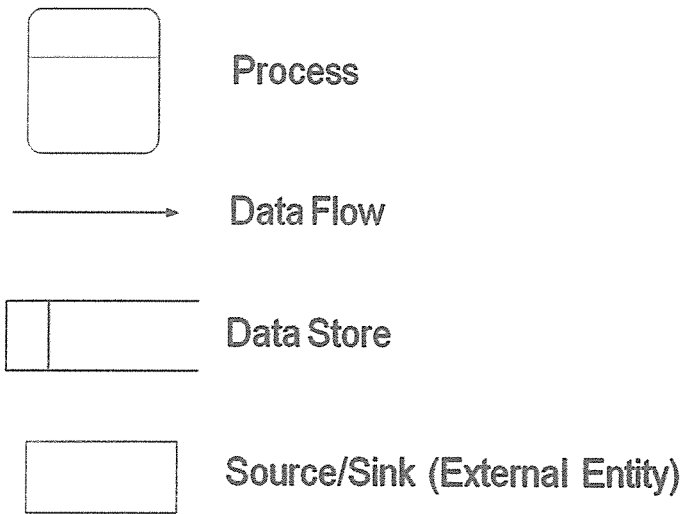 Process
Data Flow
Data Store
Source/Sink (External Entity)